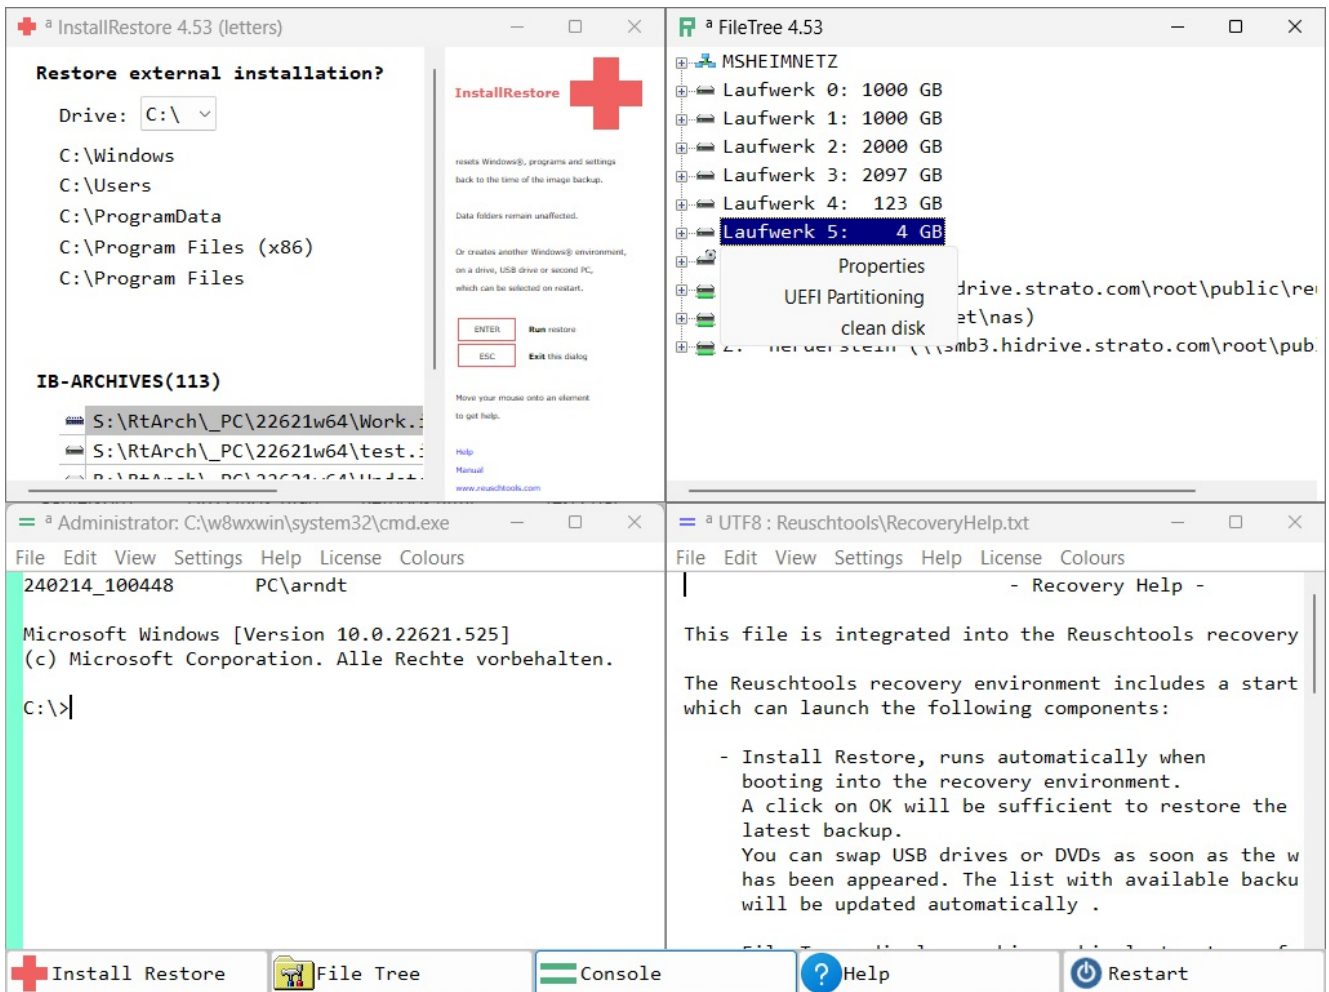 ª InstallRestore 4.53 (letters)
Restore external installation?
Drive: C:\
C:\Windows
C:\Users
C:\ProgramData
C:\Program Files (x86)
C:\Program Files
IB-ARCHIVES(113)
S:\RtArch\_PC\22621w64\Work.
S:\RtArch\_PC\22621w64\test.
InstallRestore
resets Windows®, programs and settings
back to the time of the image backup.
Data folders remain unaffected.
Or creates another Windows® environment,
on a drive, USB drive or second PC,
which can be selected on restart.
ENTER Run restore
ESC Exit this dialog
Move your mouse onto an element
to get help.
Help
Manual
www.reuschtools.com
ª FileTree 4.53
MSHEIMNETZ
Laufwerk 0: 1000 GB
Laufwerk 1: 1000 GB
Laufwerk 2: 2000 GB
Laufwerk 3: 2097 GB
Laufwerk 4: 123 GB
Laufwerk 5: 4 GB
Properties
UEFI Partitioning
clean disk
drive.strato.com\root\public\re
et\nas)
(\\smb3.hidrive.strato.com\root\pub
ª Administrator: C:\w8wxwin\system32\cmd.exe
File Edit View Settings Help License Colours
240214_100448 PC\arndt
Microsoft Windows [Version 10.0.22621.525]
(c) Microsoft Corporation. Alle Rechte vorbehalten.
C:\>
ª UTF8 : Reuschtools\RecoveryHelp.txt
File Edit View Settings Help License Colours
- Recovery Help -
This file is integrated into the Reuschtools recovery
The Reuschtools recovery environment includes a start
which can launch the following components:
- Install Restore, runs automatically when
booting into the recovery environment.
A click on OK will be sufficient to restore the
latest backup.
You can swap USB drives or DVDs as soon as the w
has been appeared. The list with available backu
will be updated automatically .
Install Restore
File Tree
Console
? Help
Restart